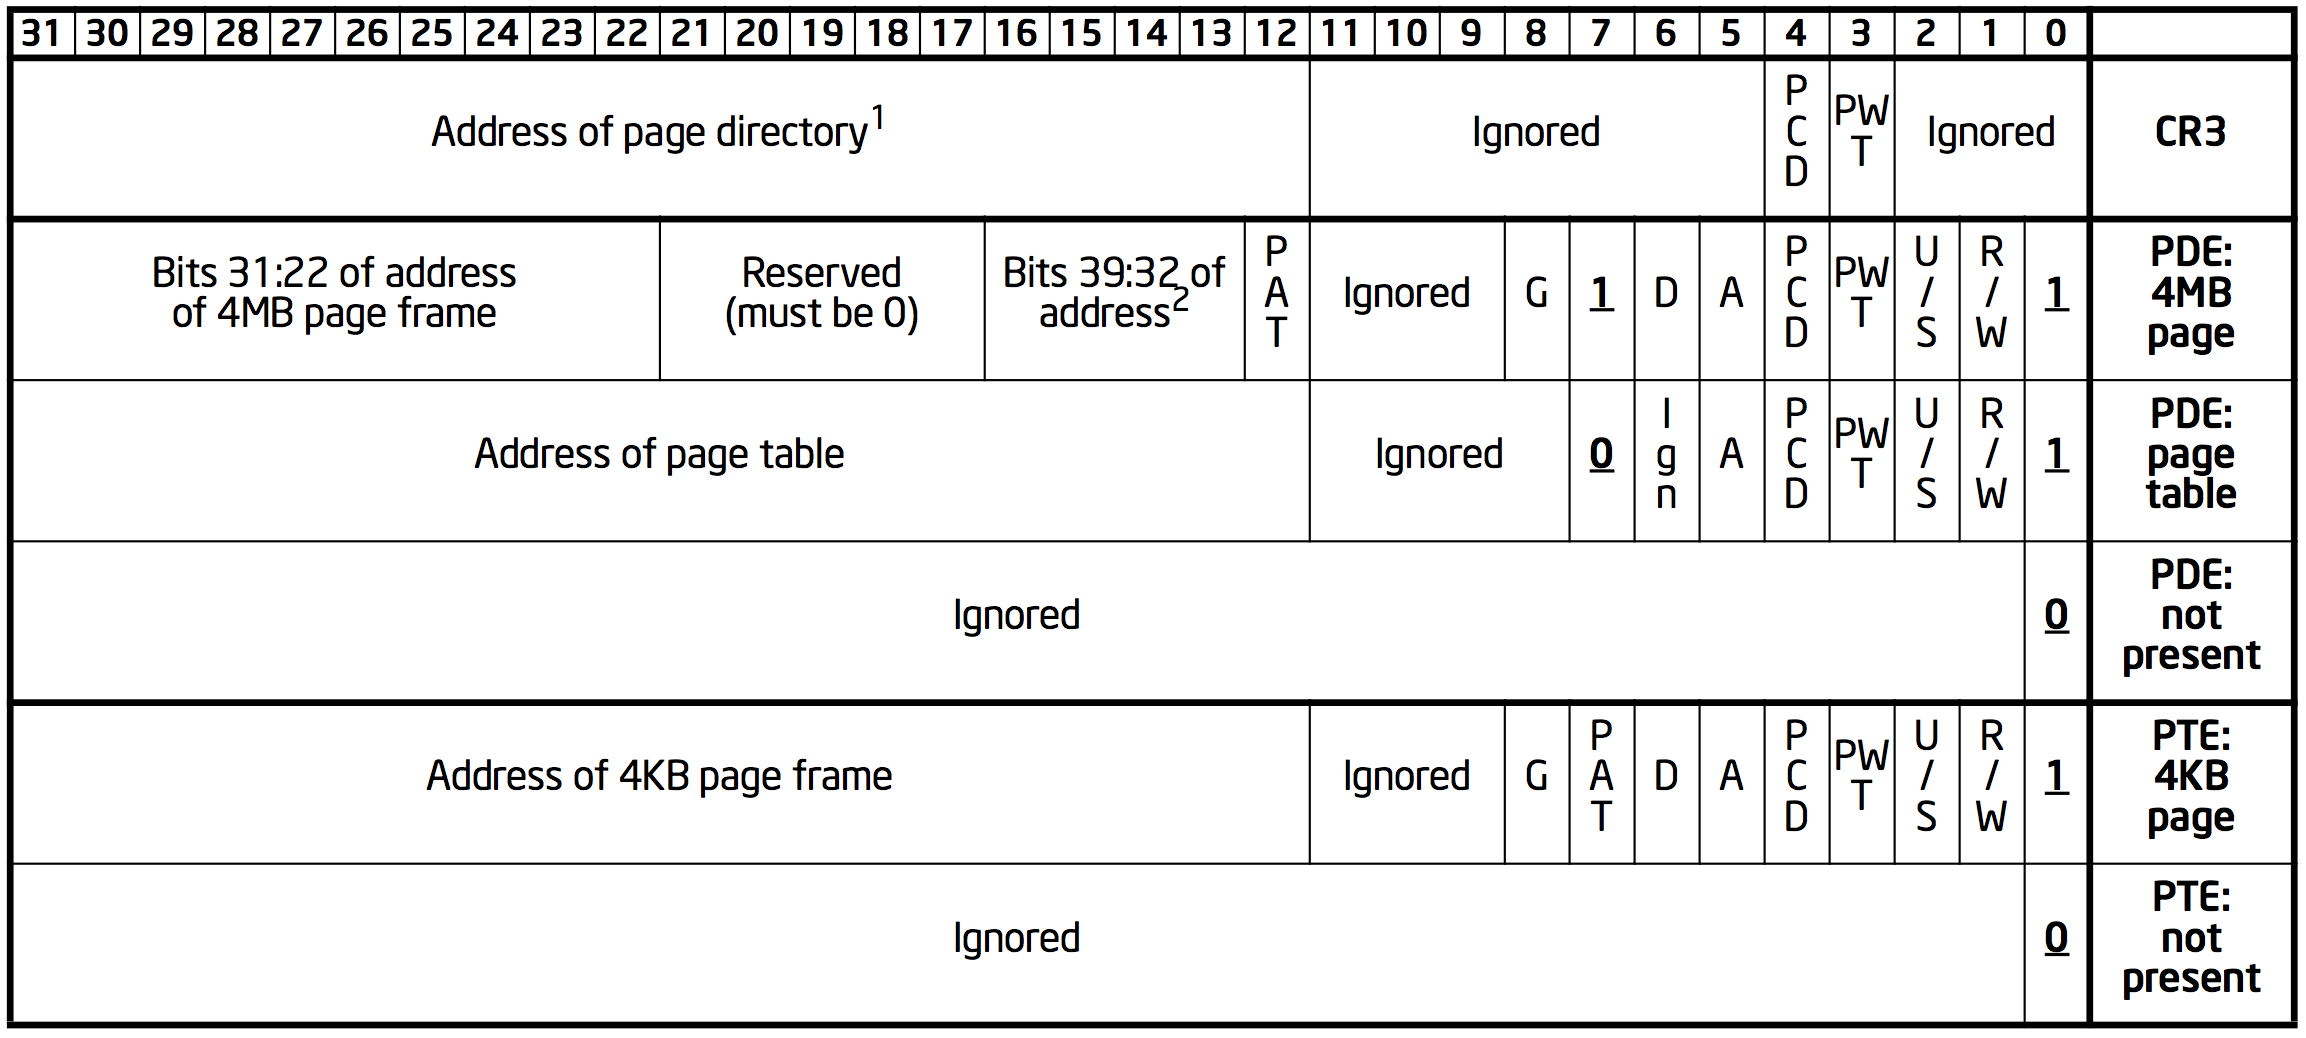 31 30 29 28 27 26 25 24 23 22 21 20 19 18 17 16 15 14 13 12 11 10 9 8 7 6 5 4 3 2 1 0
Address of page directory1 Ignored PCD PWT Ignored CR3
Bits 31:22 of address
of 4MB page frame
Reserved
(must be 0)
Bits 39:32 of
address2
PAT
Ignored
G
1
D
A
PCD
PWT
U/S
R/W
1
PDE:
4MB
page
Address of page table
Ignored
0
Ign
A
PCD
PWT
U/S
R/W
1
PDE:
page
table
Ignored
0
PDE:
not
present
Address of 4KB page frame
Ignored
G
PAT
D
A
PCD
PWT
U/S
R/W
1
PTE:
4KB
page
Ignored
0
PTE:
not
present